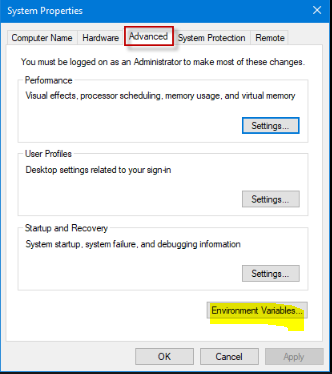 System Properties
Computer Name Hardware Advanced System Protection Remote
You must be logged on as an Administrator to make most of these changes.
Performance
Visual effects, processor scheduling, memory usage, and virtual memory
Settings...
User Profiles
Desktop settings related to your sign-in
Settings...
Startup and Recovery
System startup, system failure, and debugging information
Settings...
Environment Variables...
OK Cancel Apply